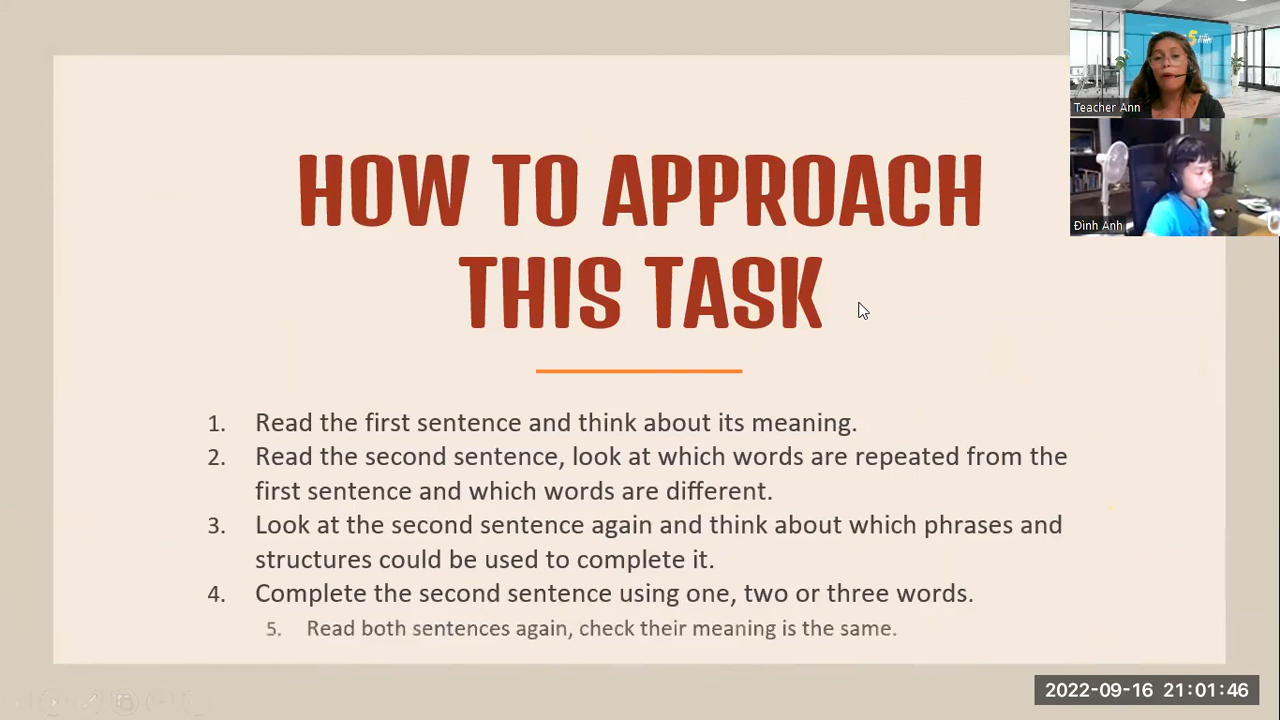 HOW TO APPROACH
THIS TASK
1. Read the first sentence and think about its meaning.
2. Read the second sentence, look at which words are repeated from the
first sentence and which words are different.
3. Look at the second sentence again and think about which phrases and
structures could be used to complete it.
4. Complete the second sentence using one, two or three words.
5. Read both sentences again, check their meaning is the same.
Teacher Ann
Đình Anh
2022-09-16 21:01:46